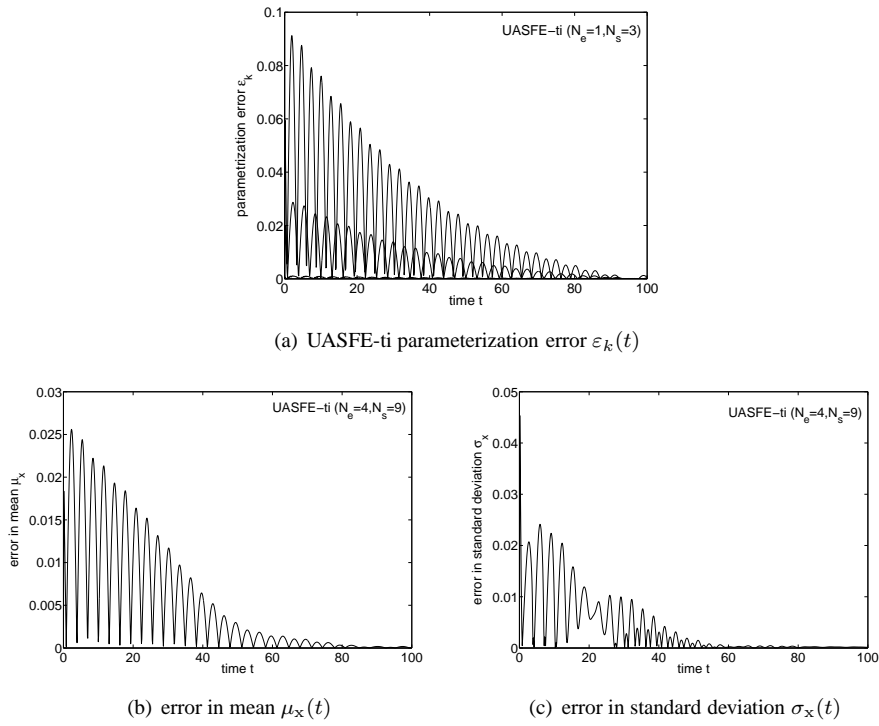 0.1
UASFE−ti (N_e=1,N_s=3)
0.08
0.06
0.04
0.02
0
parametrization error ε_k
0 20 40 60 80 100
time t
(a) UASFE-ti parameterization error ε_k(t)
0.03
UASFE−ti (N_e=4,N_s=9)
0.025
0.02
0.015
0.01
0.005
0
error in mean μ_x
0 20 40 60 80 100
time t
(b) error in mean μ_x(t)
0.05
UASFE−ti (N_e=4,N_s=9)
0.04
0.03
0.02
0.01
0
error in standard deviation σ_x
0 20 40 60 80 100
time t
(c) error in standard deviation σ_x(t)